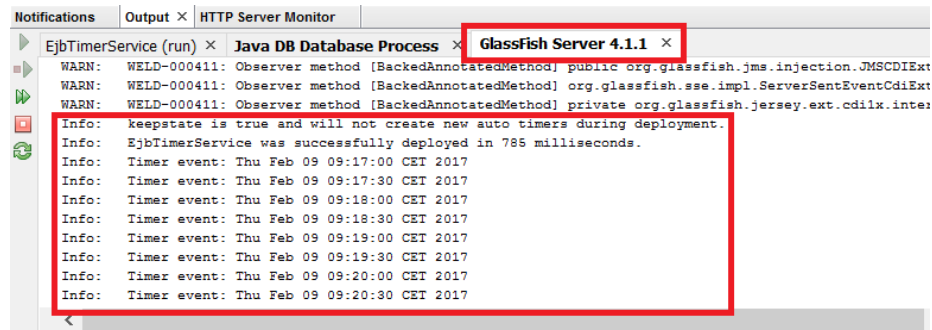 Notifications Output × HTTP Server Monitor
EjbTimerService (run) × Java DB Database Process × GlassFish Server 4.1.1 ×
WARN: WELD-000411: Observer method [BackedAnnotatedMethod] public org.glassfish.jms.injection.JMSCDIExt
WARN: WELD-000411: Observer method [BackedAnnotatedMethod] org.glassfish.sse.impl.ServerSentEventCdiExt
WARN: WELD-000411: Observer method [BackedAnnotatedMethod] private org.glassfish.jersey.ext.cdi1x.inter
Info: keepstate is true and will not create new auto timers during deployment.
Info: EjbTimerService was successfully deployed in 785 milliseconds.
Info: Timer event: Thu Feb 09 09:17:00 CET 2017
Info: Timer event: Thu Feb 09 09:17:30 CET 2017
Info: Timer event: Thu Feb 09 09:18:00 CET 2017
Info: Timer event: Thu Feb 09 09:18:30 CET 2017
Info: Timer event: Thu Feb 09 09:19:00 CET 2017
Info: Timer event: Thu Feb 09 09:19:30 CET 2017
Info: Timer event: Thu Feb 09 09:20:00 CET 2017
Info: Timer event: Thu Feb 09 09:20:30 CET 2017